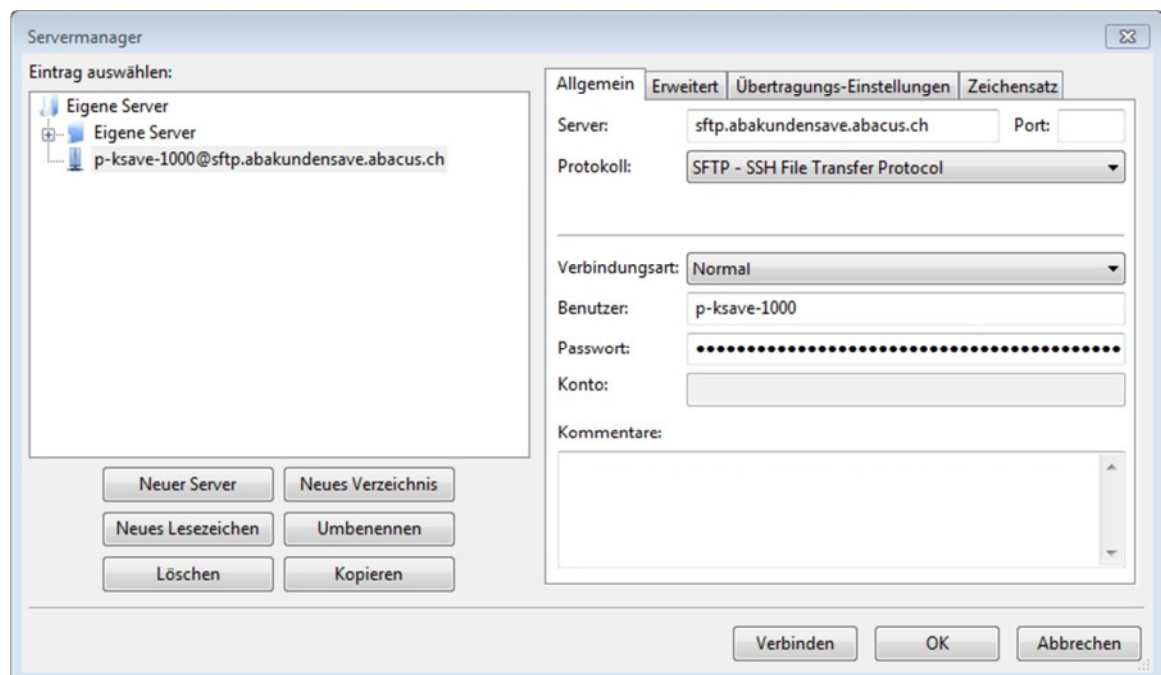 Servermanager
Eintrag auswählen:
Eigene Server
Eigene Server
p-ksave-1000@sftp.abakundensave.abacus.ch
Neuer Server Neues Verzeichnis
Neues Lesezeichen Umbenennen
Löschen Kopieren
Allgemein Erweitert Übertragungs-Einstellungen Zeichensatz
Server: sftp.abakundensave.abacus.ch Port:
Protokoll: SFTP - SSH File Transfer Protocol
Verbindungsart: Normal
Benutzer: p-ksave-1000
Passwort: ••••••••••••••••••••••••••••••••••••••••••
Konto:
Kommentare:
Verbinden OK Abbrechen